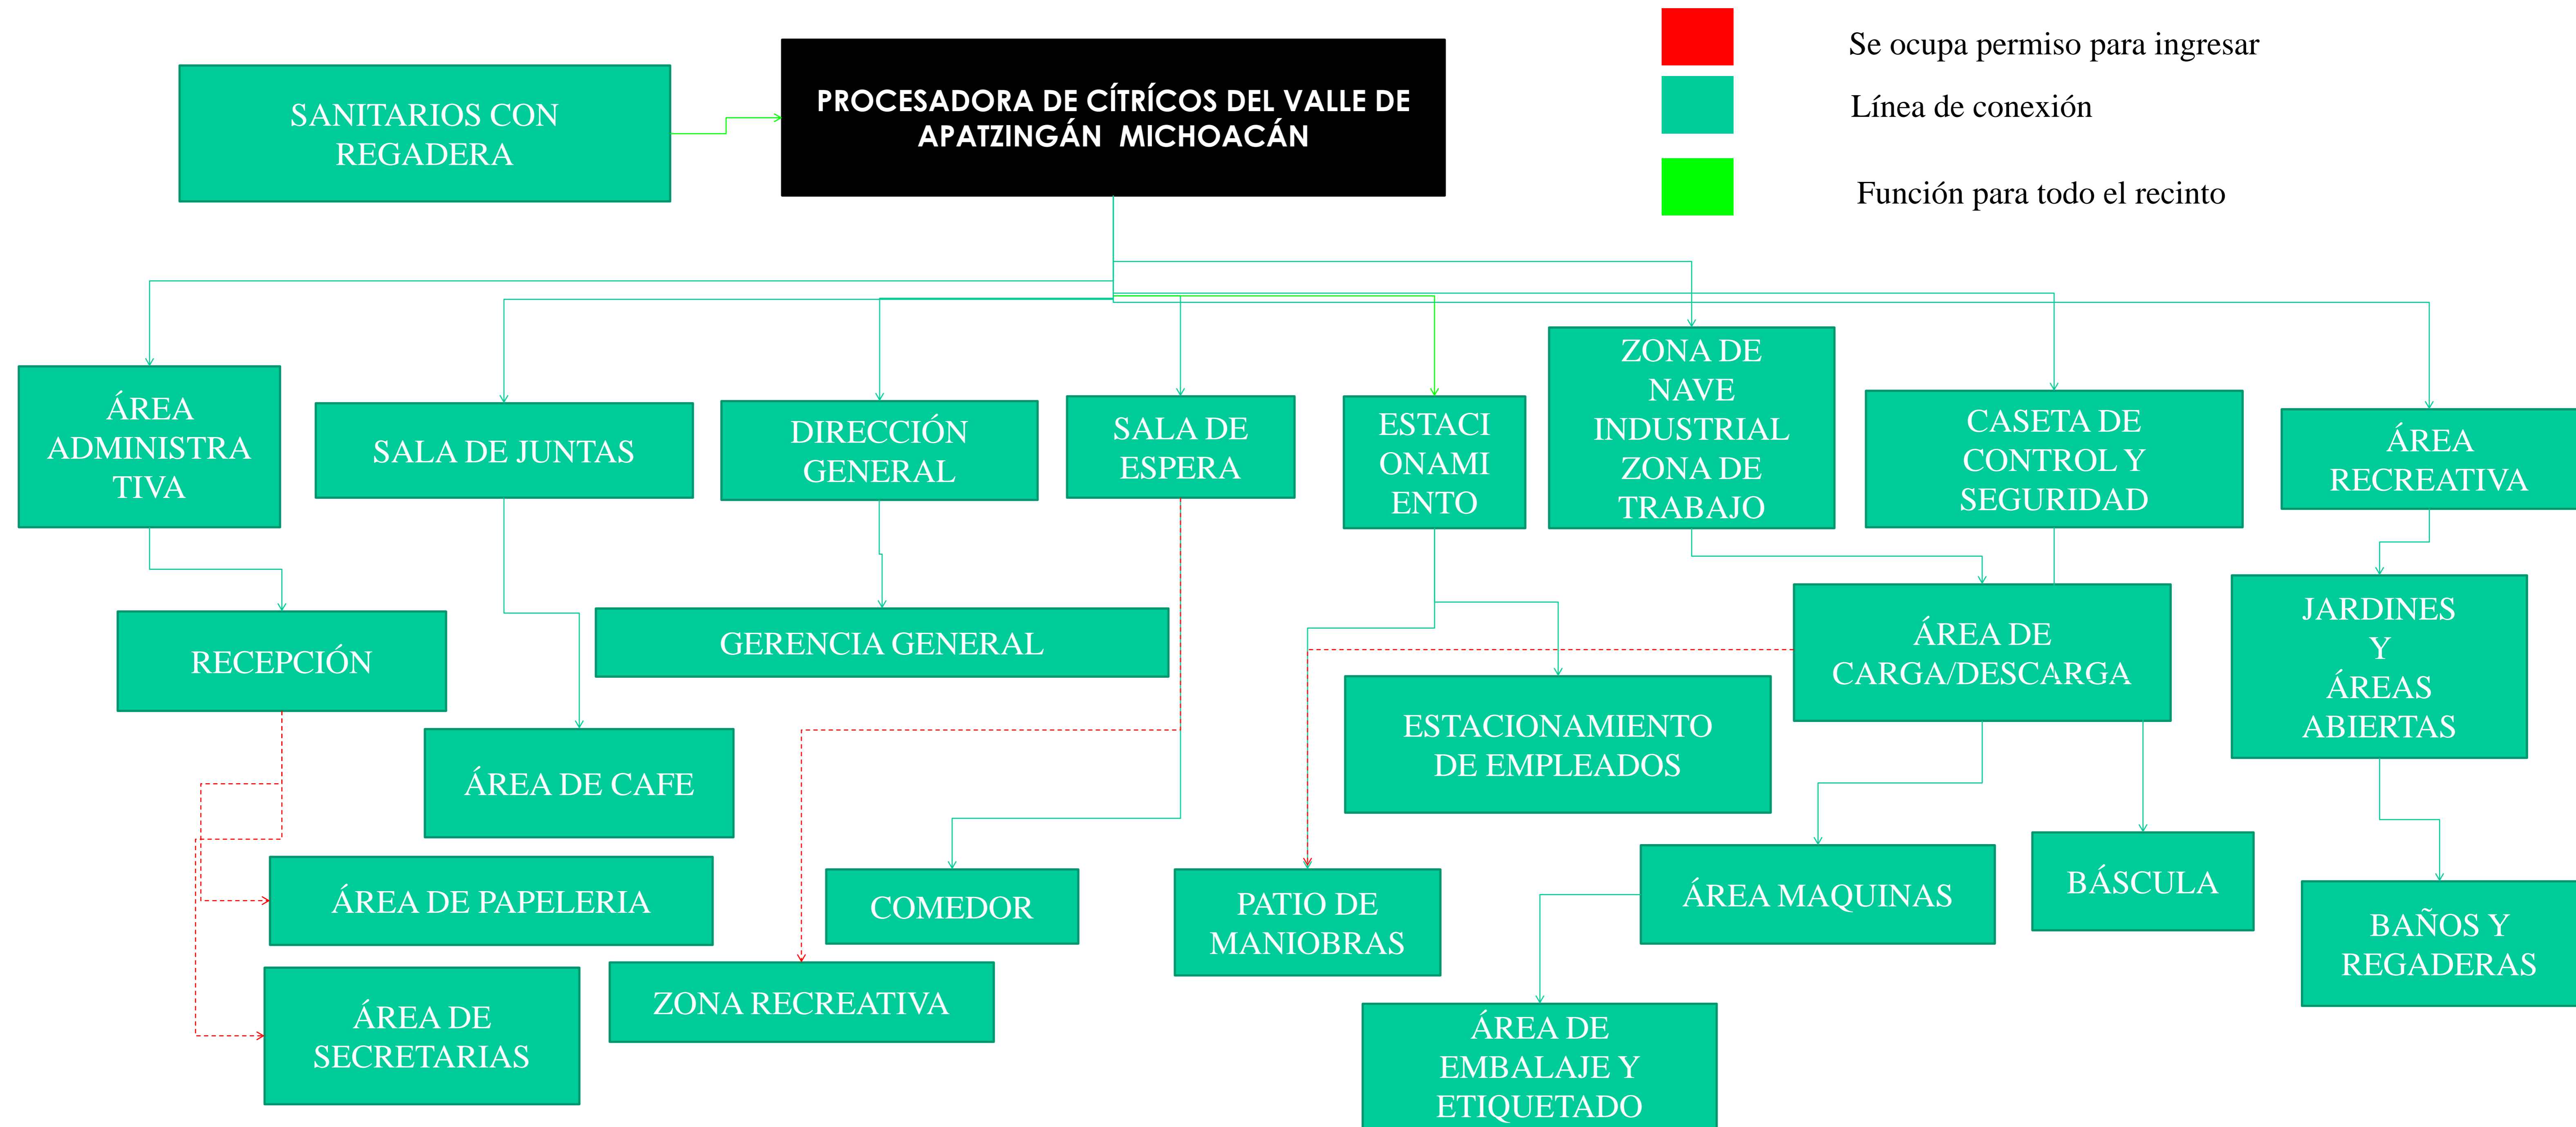 SANITARIOS CON
REGADERA
PROCESADORA DE CÍTRÍCOS DEL VALLE DE
APATZINGÁN  MICHOACÁN
Se ocupa permiso para ingresar
Línea de conexión
Función para todo el recinto
ÁREA
ADMINISTRA
TIVA
SALA DE JUNTAS
DIRECCIÓN
GENERAL
SALA DE
ESPERA
ESTACI
ONAMI
ENTO
ZONA DE
NAVE
INDUSTRIAL
ZONA DE
TRABAJO
CASETA DE
CONTROL Y
SEGURIDAD
ÁREA
RECREATIVA
RECEPCIÓN
GERENCIA GENERAL
ÁREA DE
CARGA/DESCARGA
JARDINES
Y
ÁREAS
ABIERTAS
ÁREA DE CAFE
ESTACIONAMIENTO
DE EMPLEADOS
ÁREA DE PAPELERIA
COMEDOR
PATIO DE
MANIOBRAS
ÁREA MAQUINAS
BÁSCULA
BAÑOS Y
REGADERAS
ÁREA DE
SECRETARIAS
ZONA RECREATIVA
ÁREA DE
EMBALAJE Y
ETIQUETADO